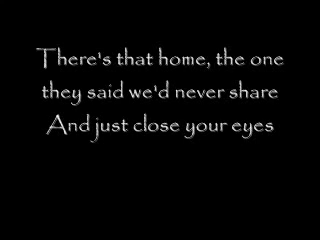 There's that home, the one
they said we'd never share
And just close your eyes